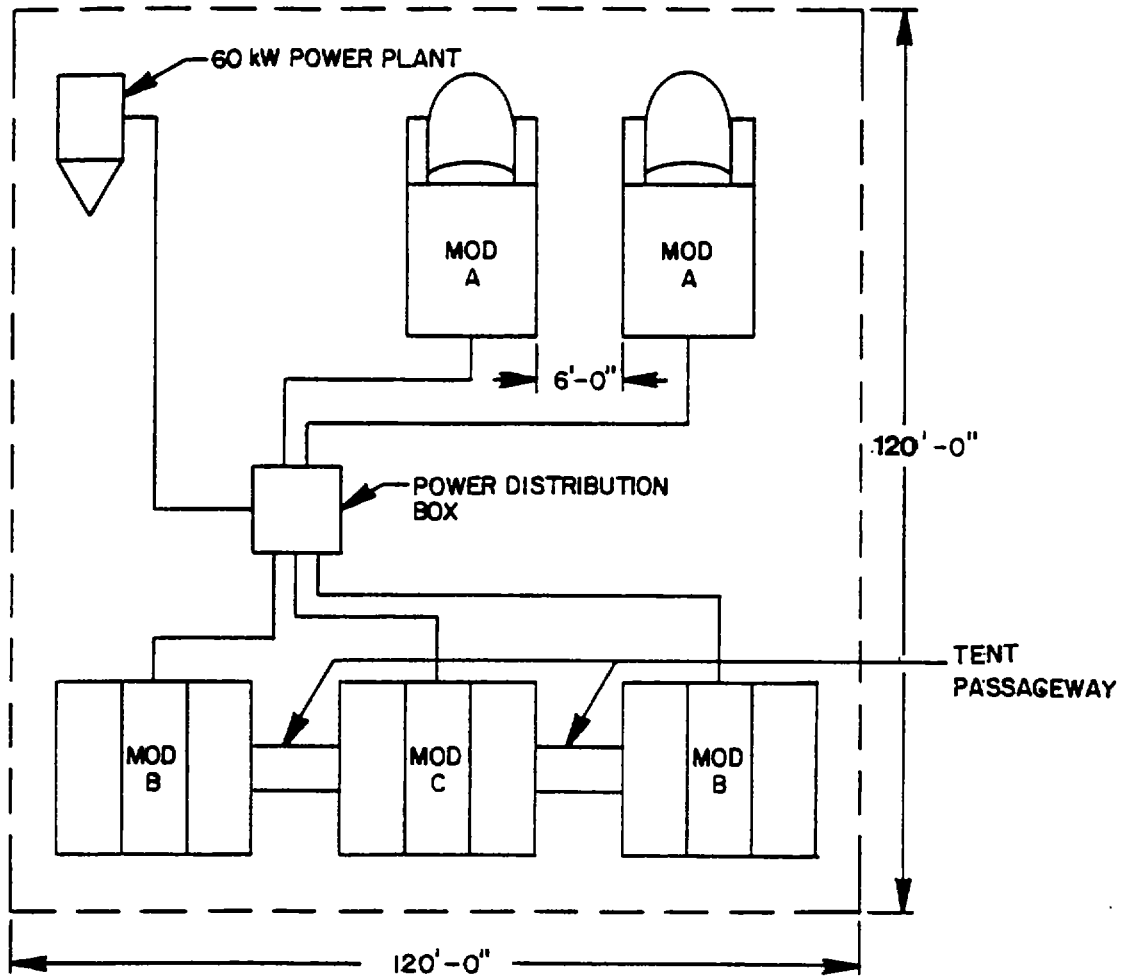 60 kW POWER PLANT
MOD
A
MOD
A
6'-0"
120'-0"
POWER DISTRIBUTION
BOX
TENT
PASSAGEWAY
MOD
B
MOD
C
MOD
B
120'-0"